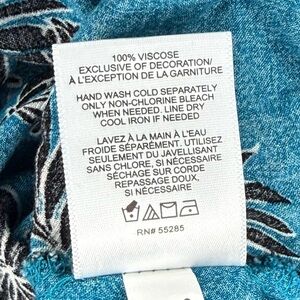 100% VISCOSE
EXCLUSIVE OF DECORATION/
À L'EXCEPTION DE LA GARNITURE
HAND WASH COLD SEPARATELY
ONLY NON-CHLORINE BLEACH
WHEN NEEDED. LINE DRY
COOL IRON IF NEEDED
LAVEZ À LA MAIN À L'EAU
FROIDE SÉPARÉMENT. UTILISEZ
SEULEMENT DU JAVELLISANT
SANS CHLORE, SI NÉCESSAIRE
SÉCHAGE SUR CORDE
REPASSAGE DOUX,
SI NÉCESSAIRE
RN# 55285